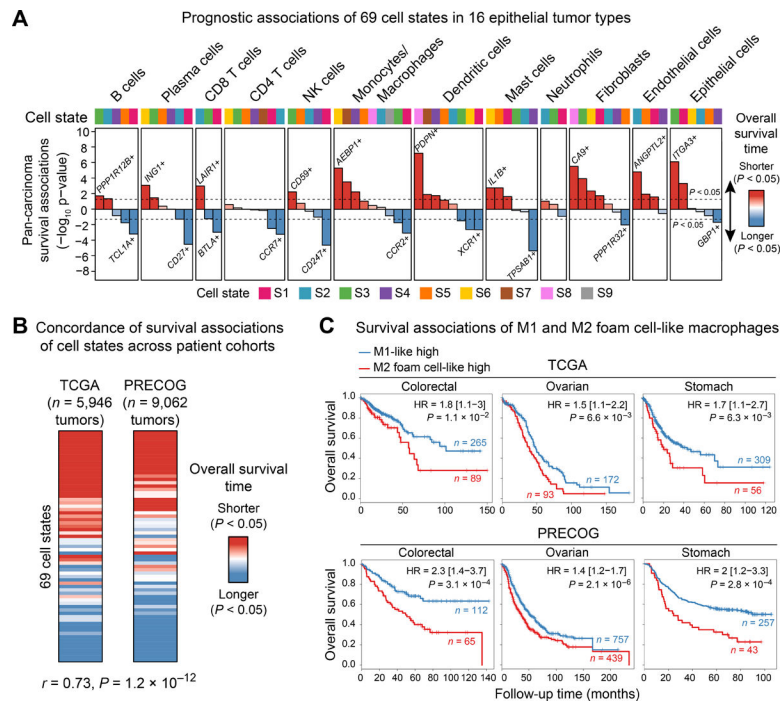 A
Prognostic associations of 69 cell states in 16 epithelial tumor types
B cells
Plasma cells
CD8 T cells
CD4 T cells
NK cells
Monocytes/
Macrophages
Dendritic cells
Mast cells
Neutrophils
Fibroblasts
Endothelial cells
Epithelial cells
Cell state
Pan-carcinoma
survival associations
(−log10 p-value)
10
8
6
4
2
0
−2
−4
−6
−8
PPP1R12B+
TCL1A+
ING1+
CD27+
LAIR1+
BTLA+
CCR7+
CD59+
CD247+
AEBP1+
CCR2+
PDPN+
XCR1+
IL1B+
TPSAB1+
CA9+
PPP1R32+
ANGPTL2+
ITGA3+
P < 0.05
P < 0.05
GBP1+
Overall
survival
time
Shorter
(P < 0.05)
Longer
(P < 0.05)
Cell state S1 S2 S3 S4 S5 S6 S7 S8 S9
B
Concordance of survival associations
of cell states across patient cohorts
TCGA
(n = 5,946
tumors)
PRECOG
(n = 9,062
tumors)
69 cell states
Overall survival
time
Shorter
(P < 0.05)
Longer
(P < 0.05)
r = 0.73, P = 1.2 × 10−12
C
Survival associations of M1 and M2 foam cell-like macrophages
M1-like high
M2 foam cell-like high
TCGA
Colorectal
Ovarian
Stomach
Overall survival
1.0
0.8
0.6
0.4
0.2
0.0
HR = 1.8 [1.1–3]
P = 1.1 × 10−2
n = 265
n = 89
0 50 100 150
HR = 1.5 [1.1–2.2]
P = 6.6 × 10−3
n = 172
n = 93
0 50 100 150
HR = 1.7 [1.1–2.7]
P = 6.3 × 10−3
n = 309
n = 56
0 20 40 60 80 100 120
PRECOG
Colorectal
Ovarian
Stomach
Overall survival
1.0
0.8
0.6
0.4
0.2
0.0
HR = 2.3 [1.4–3.7]
P = 3.1 × 10−4
n = 112
n = 65
0 20 40 60 80 100 120 140
HR = 1.4 [1.2–1.7]
P = 2.1 × 10−6
n = 757
n = 439
0 50 100 150 200
HR = 2 [1.2–3.3]
P = 2.8 × 10−4
n = 257
n = 43
0 20 40 60 80 100
Follow-up time (months)